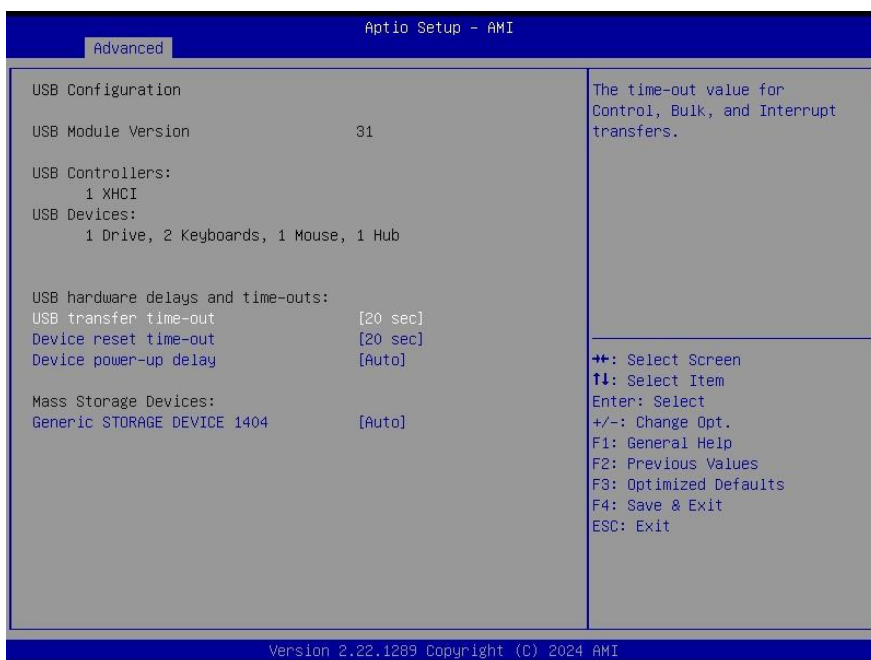 Aptio Setup - AMI
Advanced
USB Configuration
USB Module Version 31
USB Controllers:
1 XHCI
USB Devices:
1 Drive, 2 Keyboards, 1 Mouse, 1 Hub
USB hardware delays and time-outs:
USB transfer time-out [20 sec]
Device reset time-out [20 sec]
Device power-up delay [Auto]
Mass Storage Devices:
Generic STORAGE DEVICE 1404 [Auto]
The time-out value for
Control, Bulk, and Interrupt
transfers.
→←: Select Screen
↑↓: Select Item
Enter: Select
+/-: Change Opt.
F1: General Help
F2: Previous Values
F3: Optimized Defaults
F4: Save & Exit
ESC: Exit
Version 2.22.1289 Copyright (C) 2024 AMI